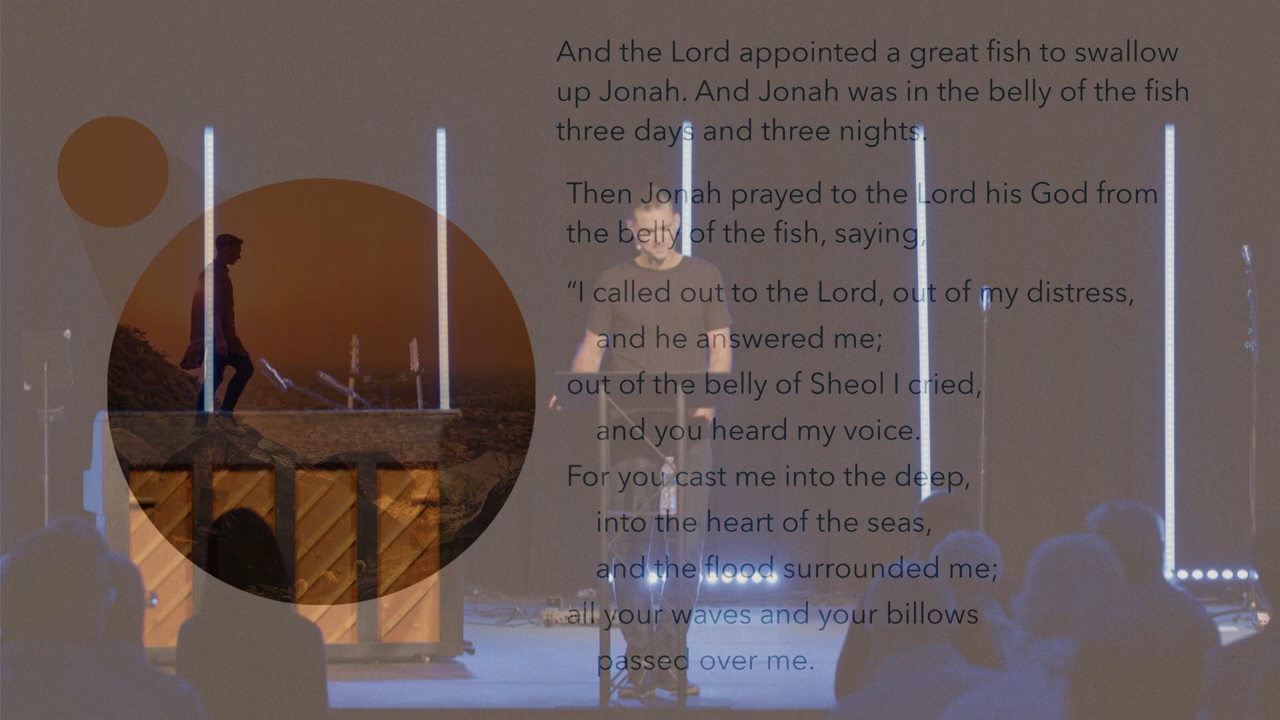 And the Lord appointed a great fish to swallow
up Jonah. And Jonah was in the belly of the fish
three days and three nights.
Then Jonah prayed to the Lord his God from
the belly of the fish, saying,
“I called out to the Lord, out of my distress,
and he answered me;
out of the belly of Sheol I cried,
and you heard my voice.
For you cast me into the deep,
into the heart of the seas,
and the flood surrounded me;
all your waves and your billows
passed over me.